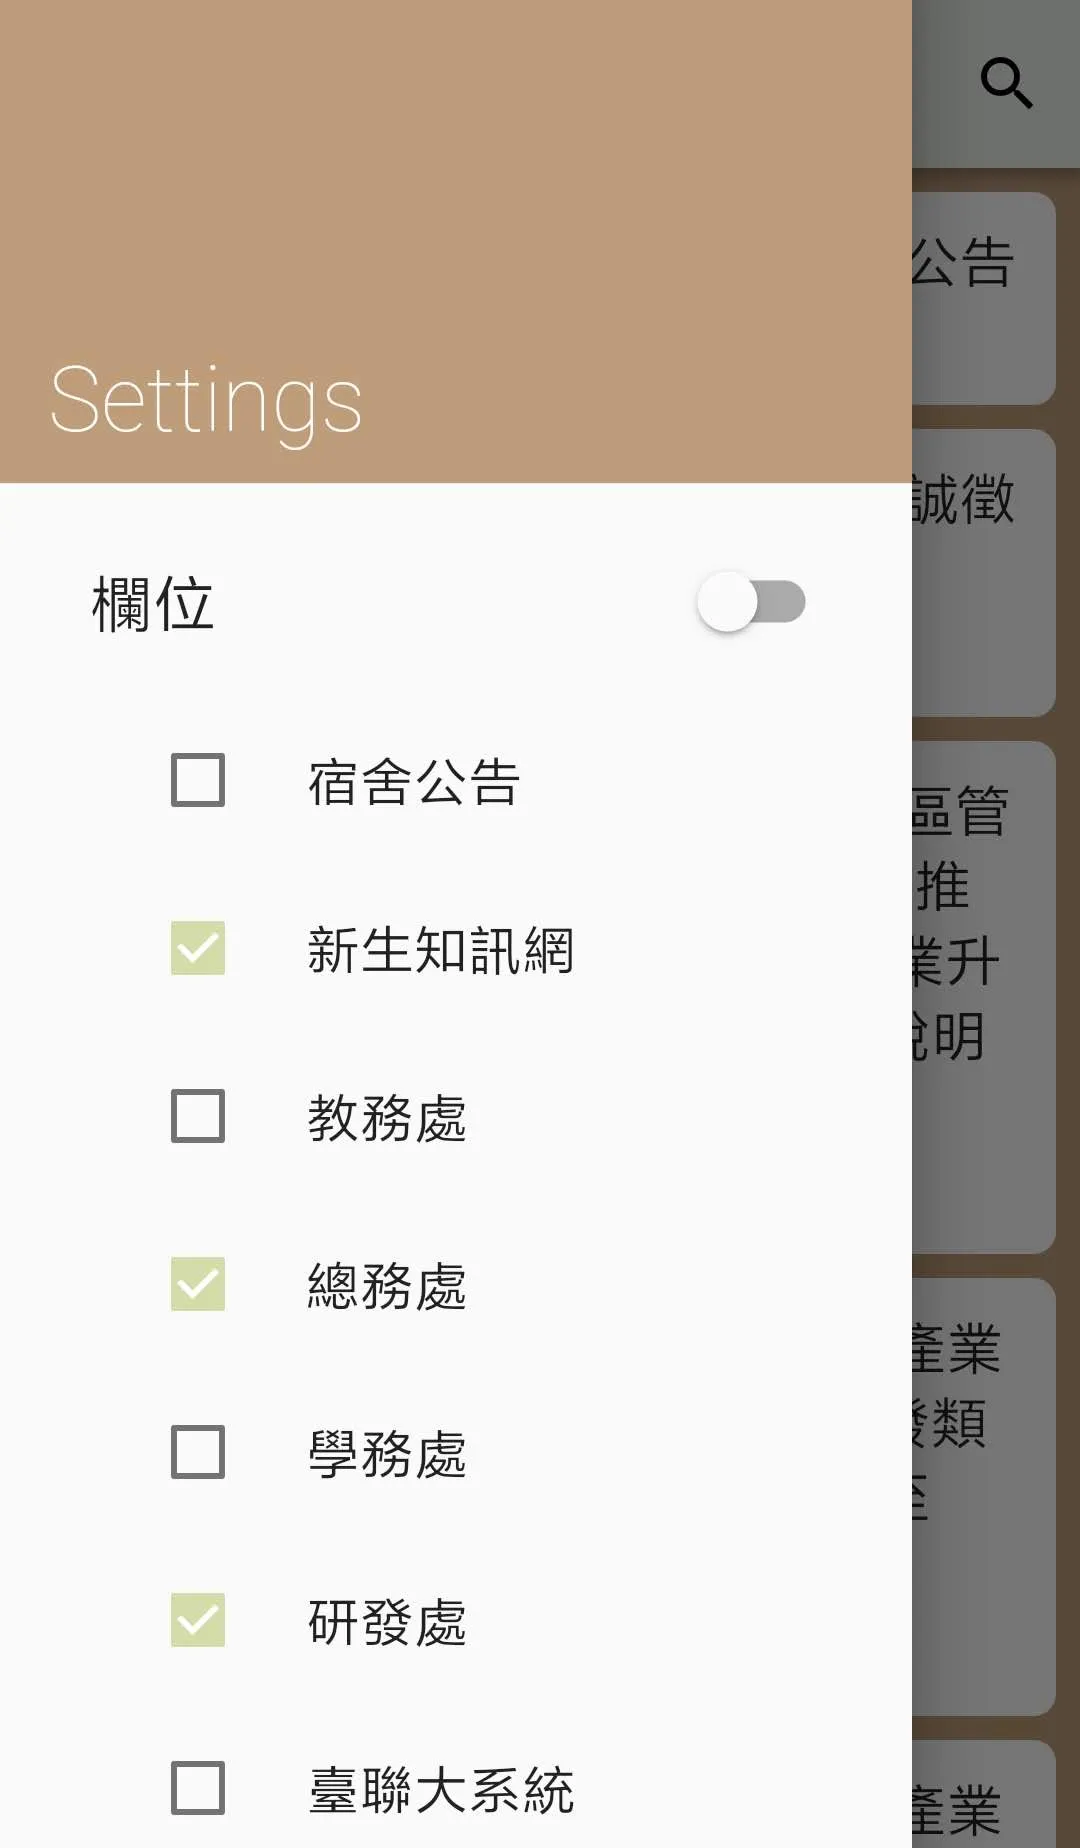 Settings
欄位
宿舍公告
新生知訊網
教務處
總務處
學務處
研發處
臺聯大系統
公告
誠徵
區管
推
業升
說明
產業
發類
至
產業